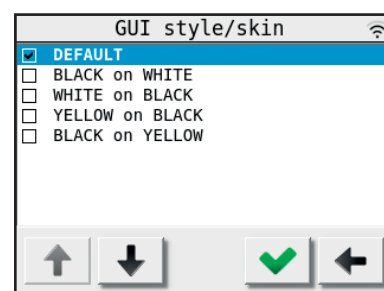 GUI style/skin
DEFAULT
BLACK on WHITE
WHITE on BLACK
YELLOW on BLACK
BLACK on YELLOW